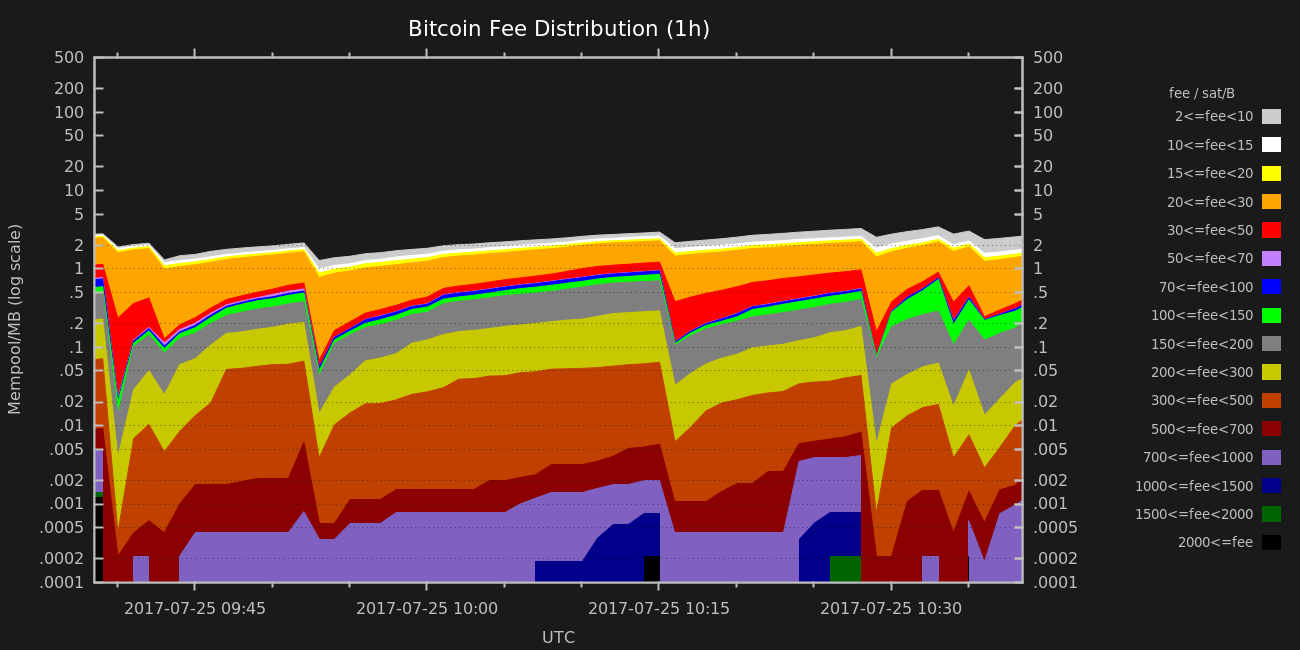 Bitcoin Fee Distribution (1h)
500 500
200 200
100 100
50 50
20 20
10 10
5 5
2 2
1 1
.5 .5
.2 .2
.1 .1
.05 .05
.02 .02
.01 .01
.005 .005
.002 .002
.001 .001
.0005 .0005
.0002 .0002
.0001 .0001
Mempool/MB (log scale)
2017-07-25 09:45 2017-07-25 10:00 2017-07-25 10:15 2017-07-25 10:30
UTC
fee / sat/B
2<=fee<10
10<=fee<15
15<=fee<20
20<=fee<30
30<=fee<50
50<=fee<70
70<=fee<100
100<=fee<150
150<=fee<200
200<=fee<300
300<=fee<500
500<=fee<700
700<=fee<1000
1000<=fee<1500
1500<=fee<2000
2000<=fee